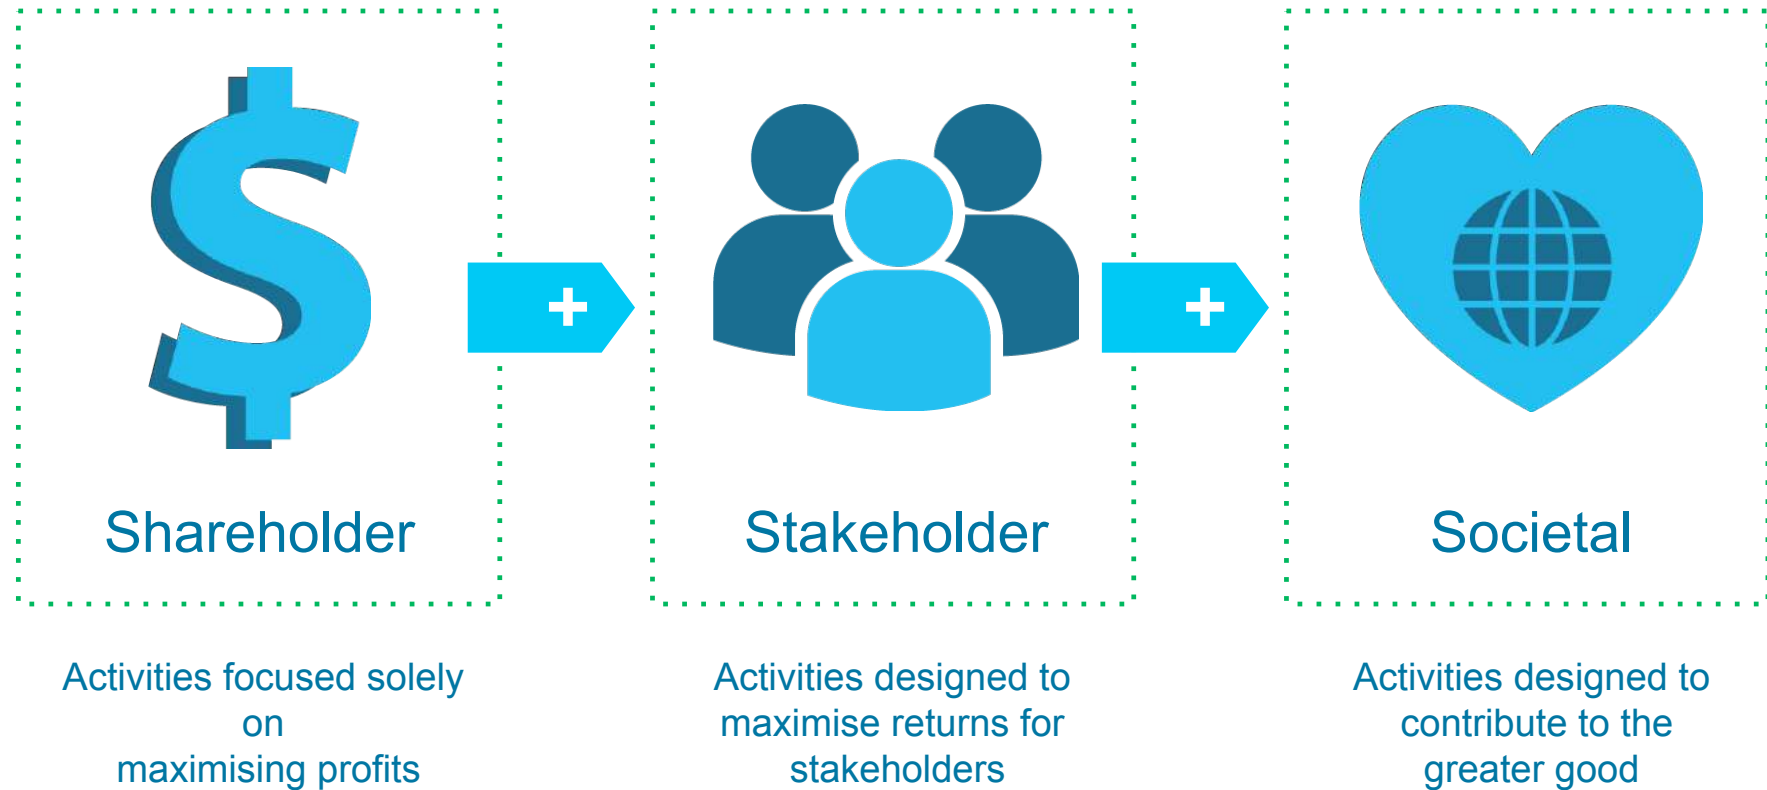 +
+
Shareholder
Stakeholder
Societal
Activities focused solely
on
maximising profits
Activities designed to
maximise returns for
stakeholders
Activities designed to
contribute to the
greater good